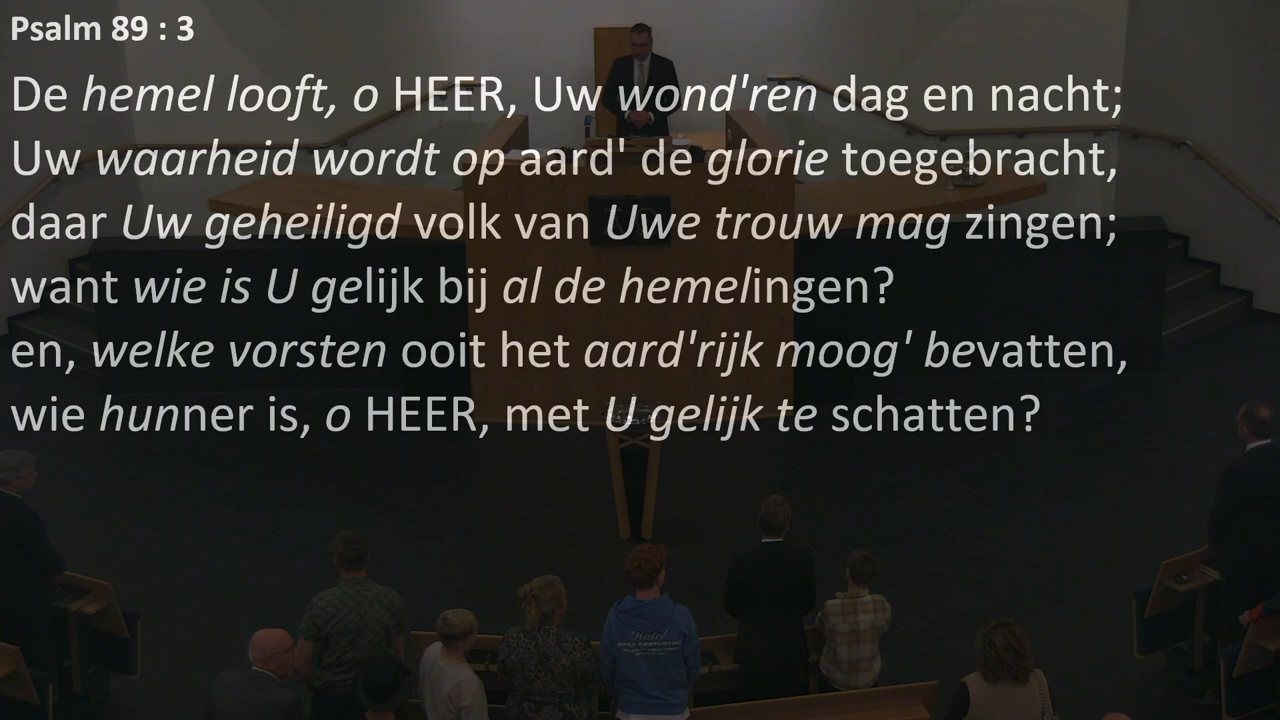 Psalm 89 : 3
De hemel looft, o HEER, Uw wond'ren dag en nacht;
Uw waarheid wordt op aard' de glorie toegebracht,
daar Uw geheiligd volk van Uwe trouw mag zingen;
want wie is U gelijk bij al de hemelingen?
en, welke vorsten ooit het aard'rijk moog' bevatten,
wie hunner is, o HEER, met U gelijk te schatten?